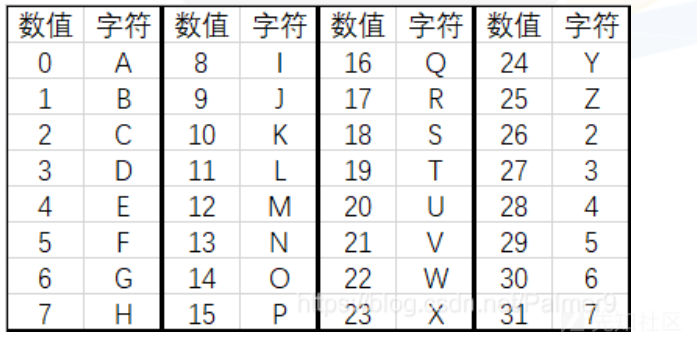 数值 字符 数值 字符 数值 字符 数值 字符
0 A 8 I 16 Q 24 Y
1 B 9 J 17 R 25 Z
2 C 10 K 18 S 26 2
3 D 11 L 19 T 27 3
4 E 12 M 20 U 28 4
5 F 13 N 21 V 29 5
6 G 14 O 22 W 30 6
7 H 15 P 23 X 31 7
https://blog.csdn.net/Palmer9